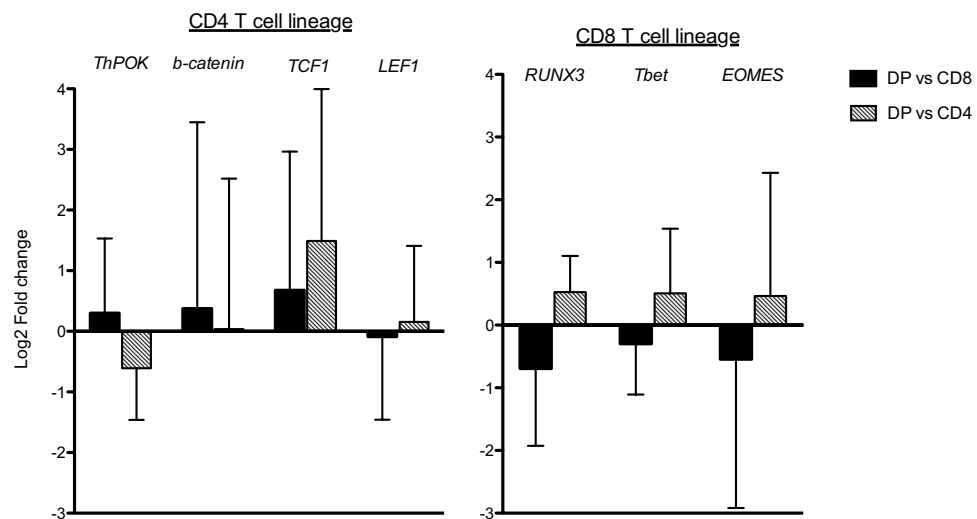 CD4 T cell lineage
ThPOK b-catenin TCF1 LEF1
Log2 Fold change
4
3
2
1
0
-1
-2
-3
CD8 T cell lineage
RUNX3 Tbet EOMES
4
3
2
1
0
-1
-2
-3
DP vs CD8
DP vs CD4